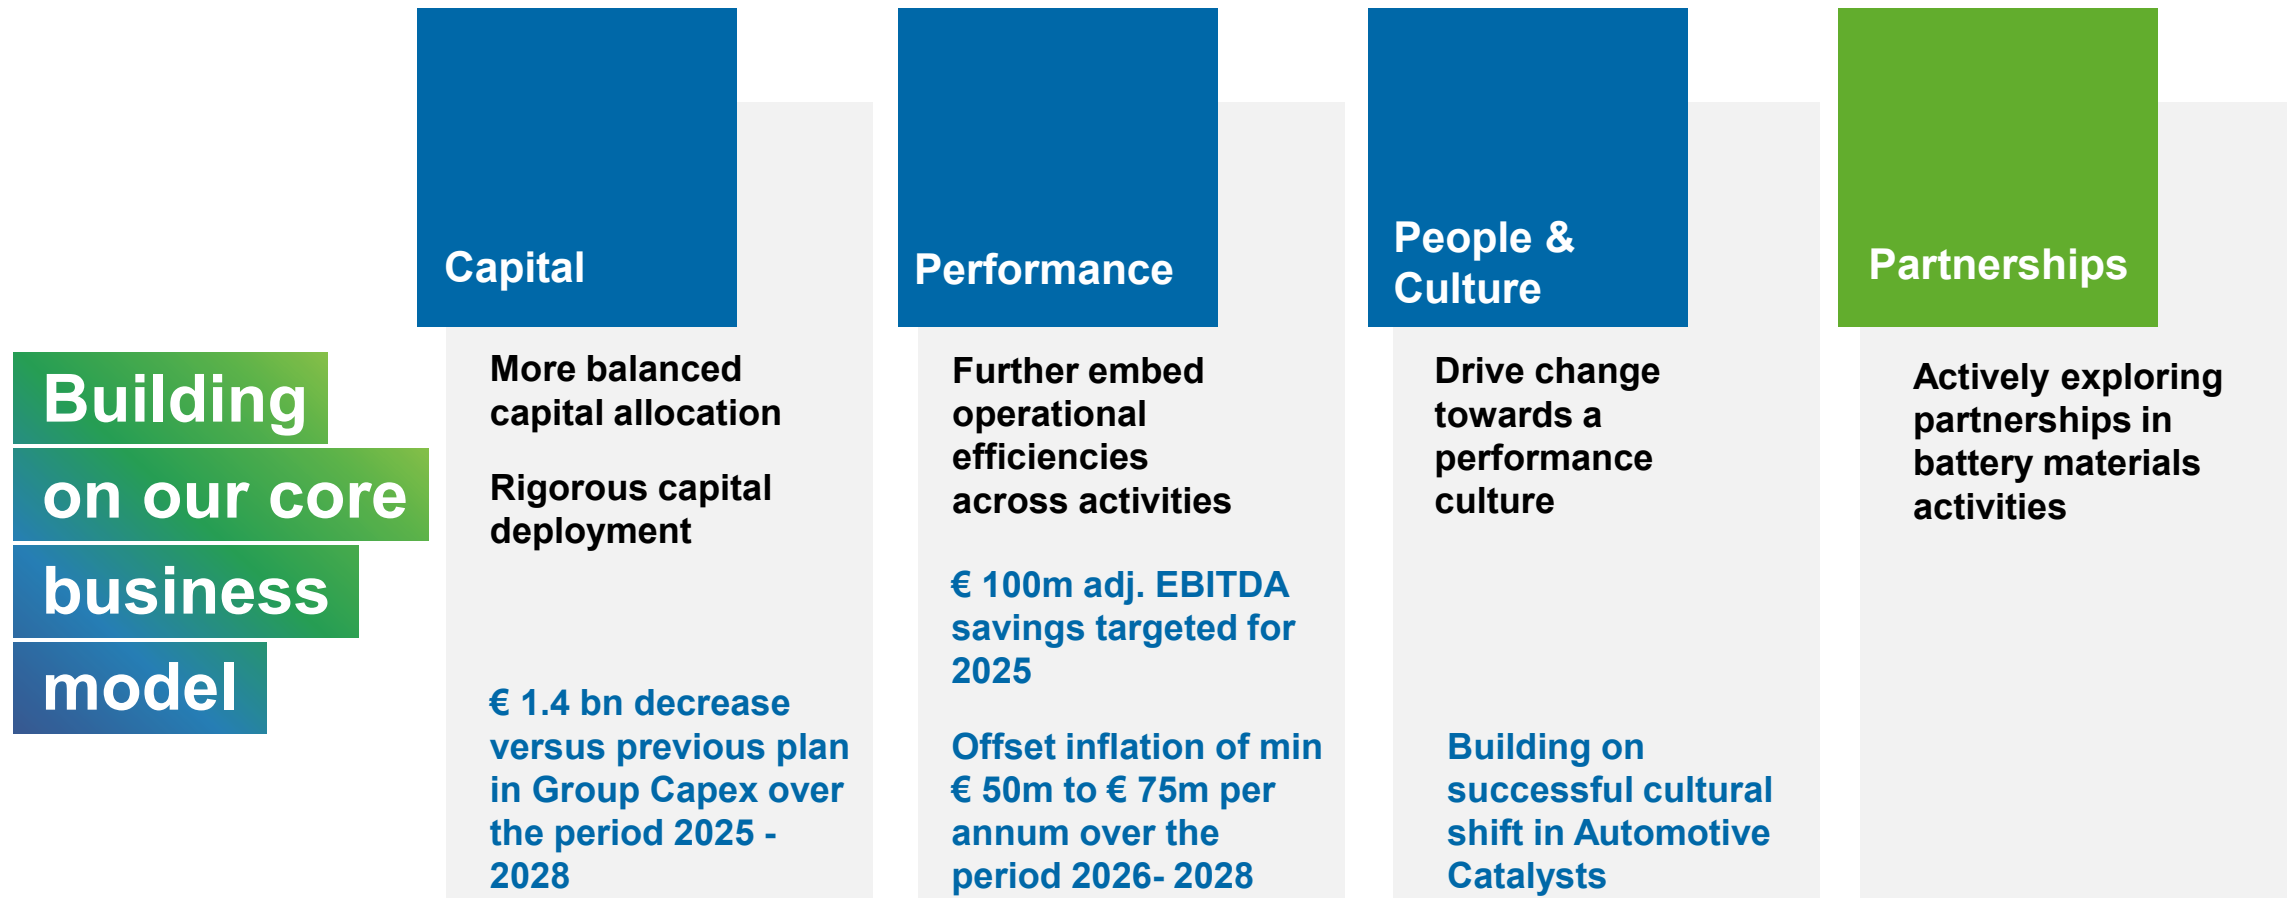 Building
on our core
business
model
Capital
More balanced
capital allocation
Rigorous capital
deployment
€ 1.4 bn decrease
versus previous plan
in Group Capex over
the period 2025 -
2028
Performance
Further embed
operational
efficiencies
across activities
€ 100m adj. EBITDA
savings targeted for
2025
Offset inflation of min
€ 50m to € 75m per
annum over the
period 2026- 2028
People &
Culture
Drive change
towards a
performance
culture
Building on
successful cultural
shift in Automotive
Catalysts
Partnerships
Actively exploring
partnerships in
battery materials
activities